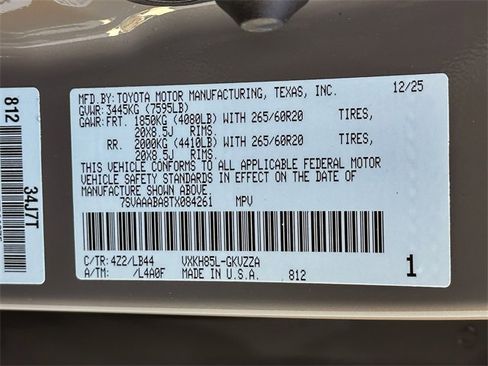 MFD.BY:TOYOTA MOTOR MANUFACTURING, TEXAS, INC. 12/25
GVWR:3445KG (7595LB)
GAWR:FRT. 1850KG (4080LB) WITH 265/60R20 TIRES,
20X8.5J RIMS.
RR. 2000KG (4410LB) WITH 265/60R20 TIRES,
20X8.5J RIMS.
THIS VEHICLE CONFORMS TO ALL APPLICABLE FEDERAL MOTOR
VEHICLE SAFETY STANDARDS IN EFFECT ON THE DATE OF
MANUFACTURE SHOWN ABOVE.
7SVAAABA8TX084261 MPV
C/TR:4Z2/LB44 VXKH85L-GKVZZA
A/TM: /L4A0F MADE IN U.S.A. 812 1
812
34J7T